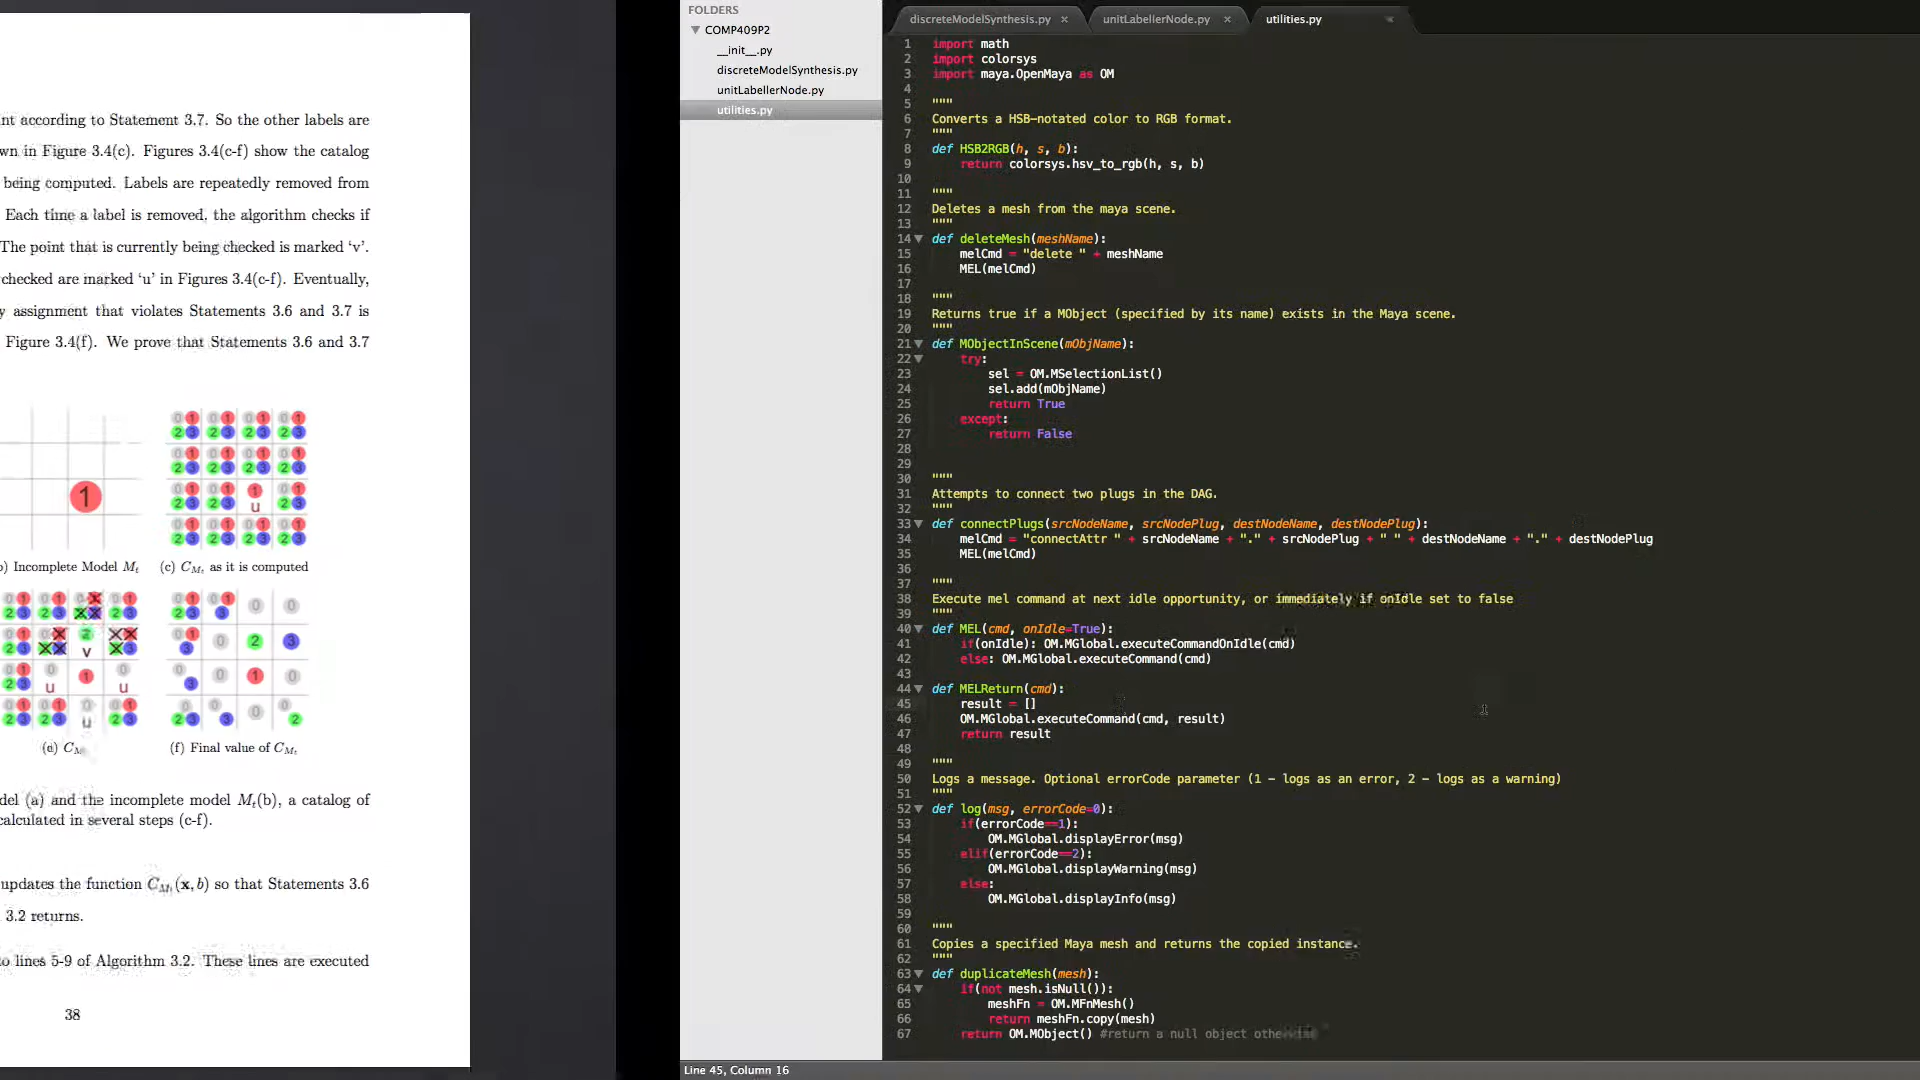 nt according to Statement 3.7. So the other labels are
wn in Figure 3.4(c). Figures 3.4(c-f) show the catalog
being computed. Labels are repeatedly removed from
Each time a label is removed, the algorithm checks if
The point that is currently being checked is marked ‘v’.
checked are marked ‘u’ in Figures 3.4(c-f). Eventually,
y assignment that violates Statements 3.6 and 3.7 is
Figure 3.4(f). We prove that Statements 3.6 and 3.7
1
) Incomplete Model Mt
(c) CMt as it is computed
(e) CM
(f) Final value of CMt
del (a) and the incomplete model Mt(b), a catalog of
calculated in several steps (c-f).
updates the function CMt(x, b) so that Statements 3.6
3.2 returns.
to lines 5-9 of Algorithm 3.2. These lines are executed
38
FOLDERS
COMP409P2
__init__.py
discreteModelSynthesis.py
unitLabellerNode.py
utilities.py
discreteModelSynthesis.py × unitLabellerNode.py × utilities.py
1 import math
2 import colorsys
3 import maya.OpenMaya as OM
4
5 """
6 Converts a HSB-notated color to RGB format.
7 """
8 def HSB2RGB(h, s, b):
9     return colorsys.hsv_to_rgb(h, s, b)
10
11 """
12 Deletes a mesh from the maya scene.
13 """
14 def deleteMesh(meshName):
15     melCmd = "delete " + meshName
16     MEL(melCmd)
17
18 """
19 Returns true if a MObject (specified by its name) exists in the Maya scene.
20 """
21 def MObjectInScene(mObjName):
22     try:
23         sel = OM.MSelectionList()
24         sel.add(mObjName)
25         return True
26     except:
27         return False
28
29
30 """
31 Attempts to connect two plugs in the DAG.
32 """
33 def connectPlugs(srcNodeName, srcNodePlug, destNodeName, destNodePlug):
34     melCmd = "connectAttr " + srcNodeName + "." + srcNodePlug + " " + destNodeName + "." + destNodePlug
35     MEL(melCmd)
36
37 """
38 Execute mel command at next idle opportunity, or immediately if onIdle set to false
39 """
40 def MEL(cmd, onIdle=True):
41     if(onIdle): OM.MGlobal.executeCommandOnIdle(cmd)
42     else: OM.MGlobal.executeCommand(cmd)
43
44 def MELReturn(cmd):
45     result = []
46     OM.MGlobal.executeCommand(cmd, result)
47     return result
48
49 """
50 Logs a message. Optional errorCode parameter (1 - logs as an error, 2 - logs as a warning)
51 """
52 def log(msg, errorCode=0):
53     if(errorCode==1):
54         OM.MGlobal.displayError(msg)
55     elif(errorCode==2):
56         OM.MGlobal.displayWarning(msg)
57     else:
58         OM.MGlobal.displayInfo(msg)
59
60 """
61 Copies a specified Maya mesh and returns the copied instance.
62 """
63 def duplicateMesh(mesh):
64     if(not mesh.isNull()):
65         meshFn = OM.MFnMesh()
66         return meshFn.copy(mesh)
67     return OM.MObject() #return a null object
Line 45, Column 16